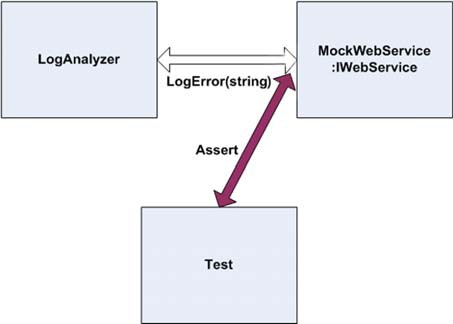 LogAnalyzer
MockWebService
:IWebService
LogError(string)
Assert
Test